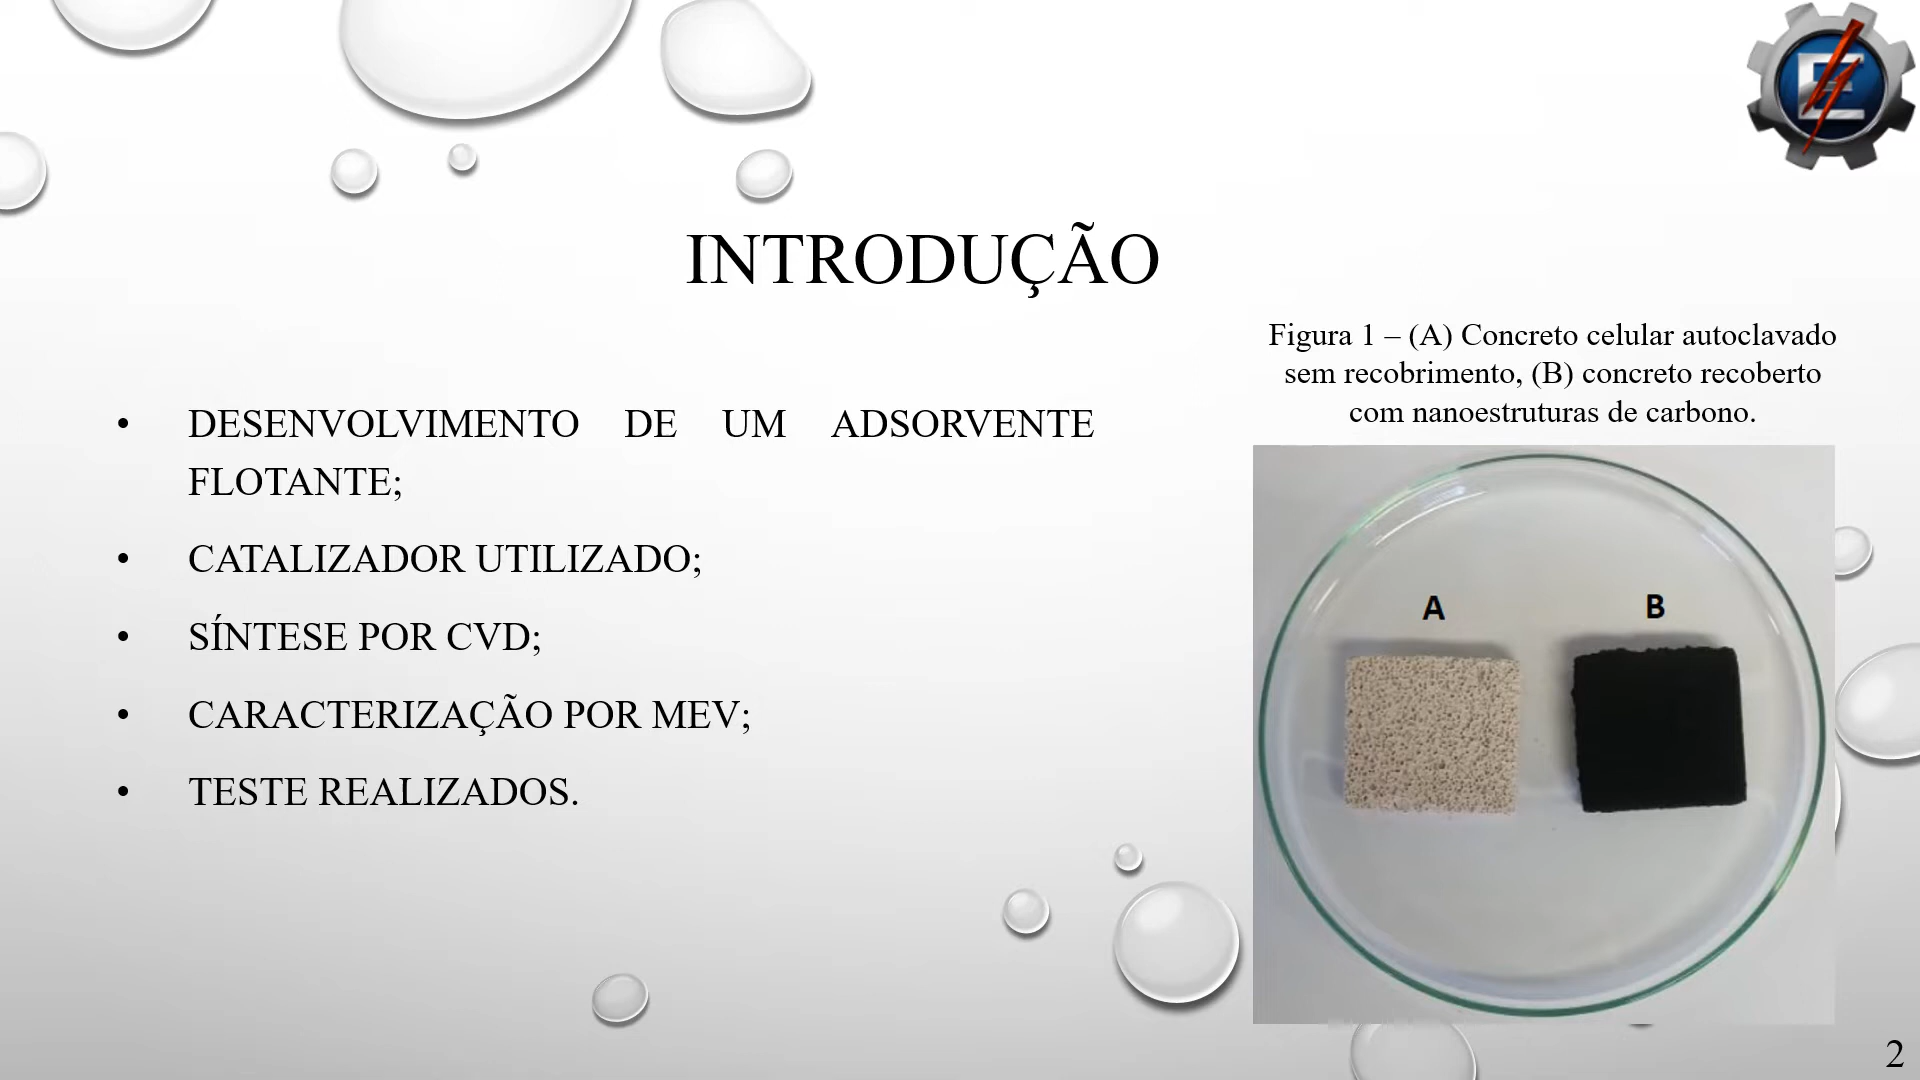 INTRODUÇÃO
Figura 1 – (A) Concreto celular autoclavado
sem recobrimento, (B) concreto recoberto
com nanoestruturas de carbono.
• DESENVOLVIMENTO DE UM ADSORVENTE
FLOTANTE;
• CATALIZADOR UTILIZADO;
• SÍNTESE POR CVD;
• CARACTERIZAÇÃO POR MEV;
• TESTE REALIZADOS.
A
B
E
2